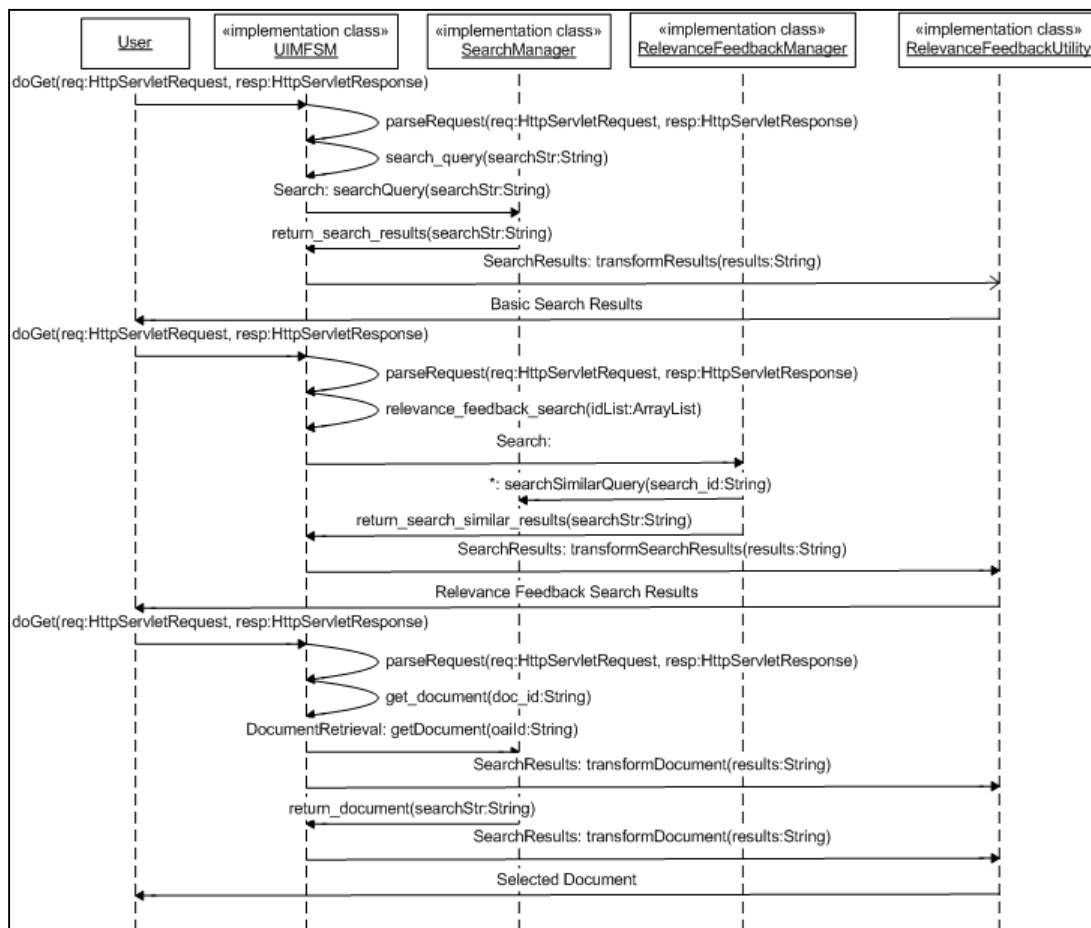 User
«implementation class»
UIMFSM
«implementation class»
SearchManager
«implementation class»
RelevanceFeedbackManager
«implementation class»
RelevanceFeedbackUtility
doGet(req:HttpServletRequest, resp:HttpServletResponse)
parseRequest(req:HttpServletRequest, resp:HttpServletResponse)
search_query(searchStr:String)
Search: searchQuery(searchStr:String)
return_search_results(searchStr:String)
SearchResults: transformResults(results:String)
Basic Search Results
doGet(req:HttpServletRequest, resp:HttpServletResponse)
parseRequest(req:HttpServletRequest, resp:HttpServletResponse)
relevance_feedback_search(idList:ArrayList)
Search:
*: searchSimilarQuery(search_id:String)
return_search_similar_results(searchStr:String)
SearchResults: transformSearchResults(results:String)
Relevance Feedback Search Results
doGet(req:HttpServletRequest, resp:HttpServletResponse)
parseRequest(req:HttpServletRequest, resp:HttpServletResponse)
get_document(doc_id:String)
DocumentRetrieval: getDocument(oaiId:String)
SearchResults: transformDocument(results:String)
return_document(searchStr:String)
SearchResults: transformDocument(results:String)
Selected Document